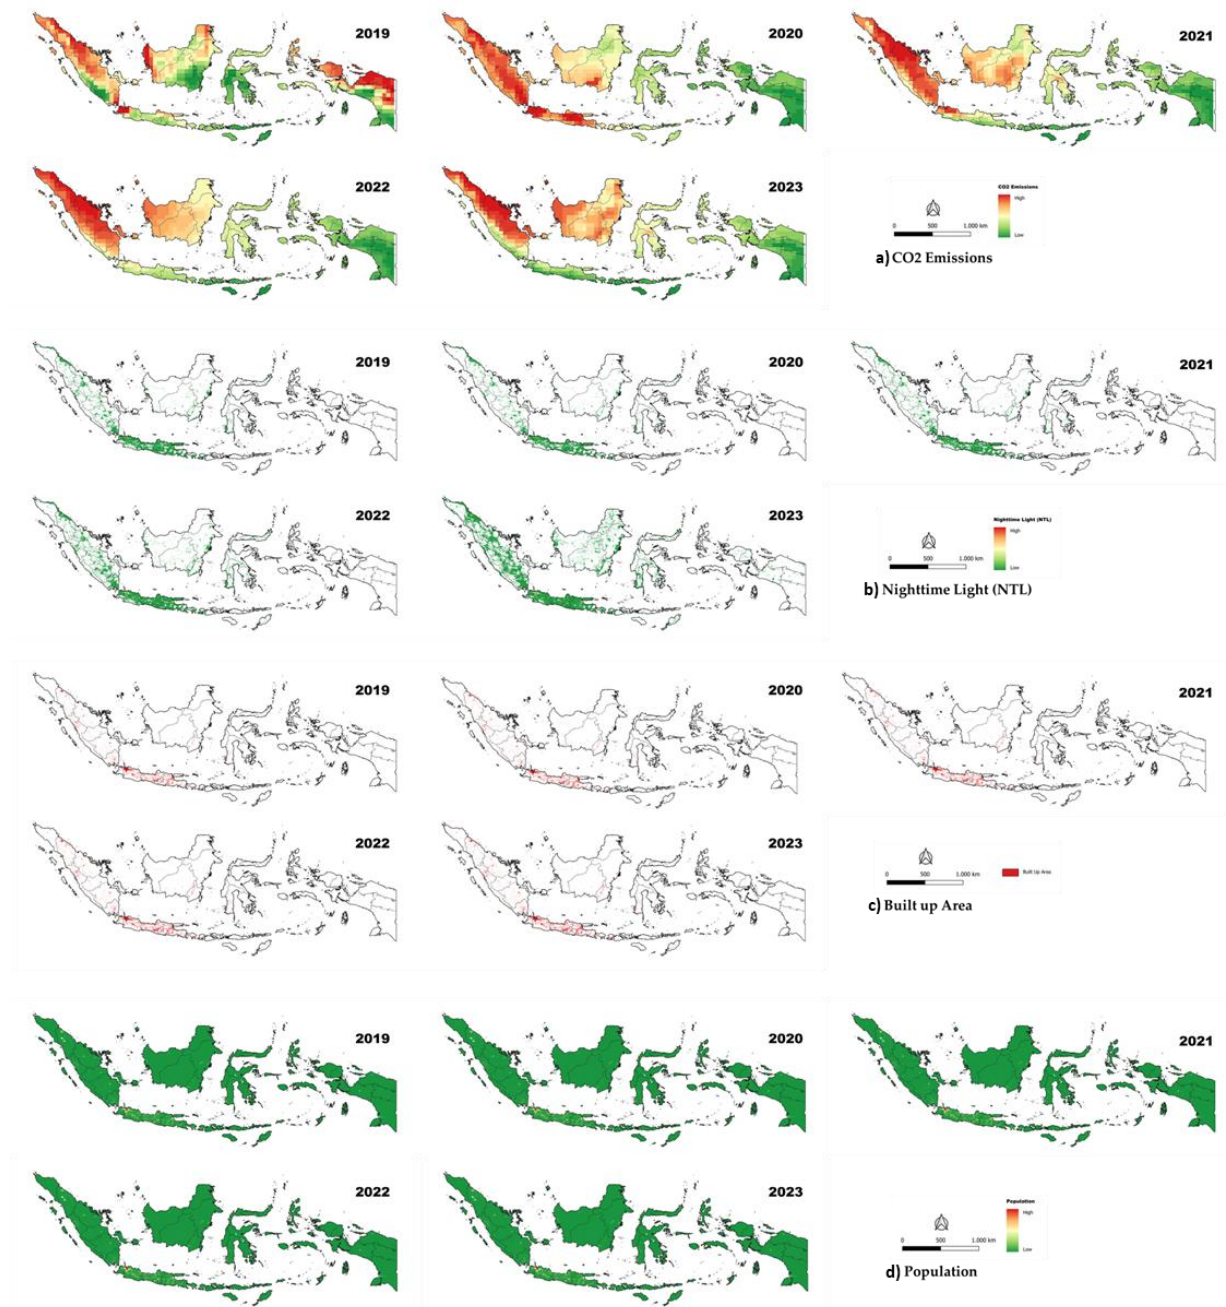 2019
2020
2021
2022
2023
CO2 Emissions
High
Low
0 500 1.000 km
a) CO2 Emissions
2019
2020
2021
2022
2023
Nighttime Light (NTL)
High
Low
0 500 1.000 km
b) Nighttime Light (NTL)
2019
2020
2021
2022
2023
0 500 1.000 km
Built Up Area
c) Built up Area
2019
2020
2021
2022
2023
Population
High
Low
0 500 1.000 km
d) Population